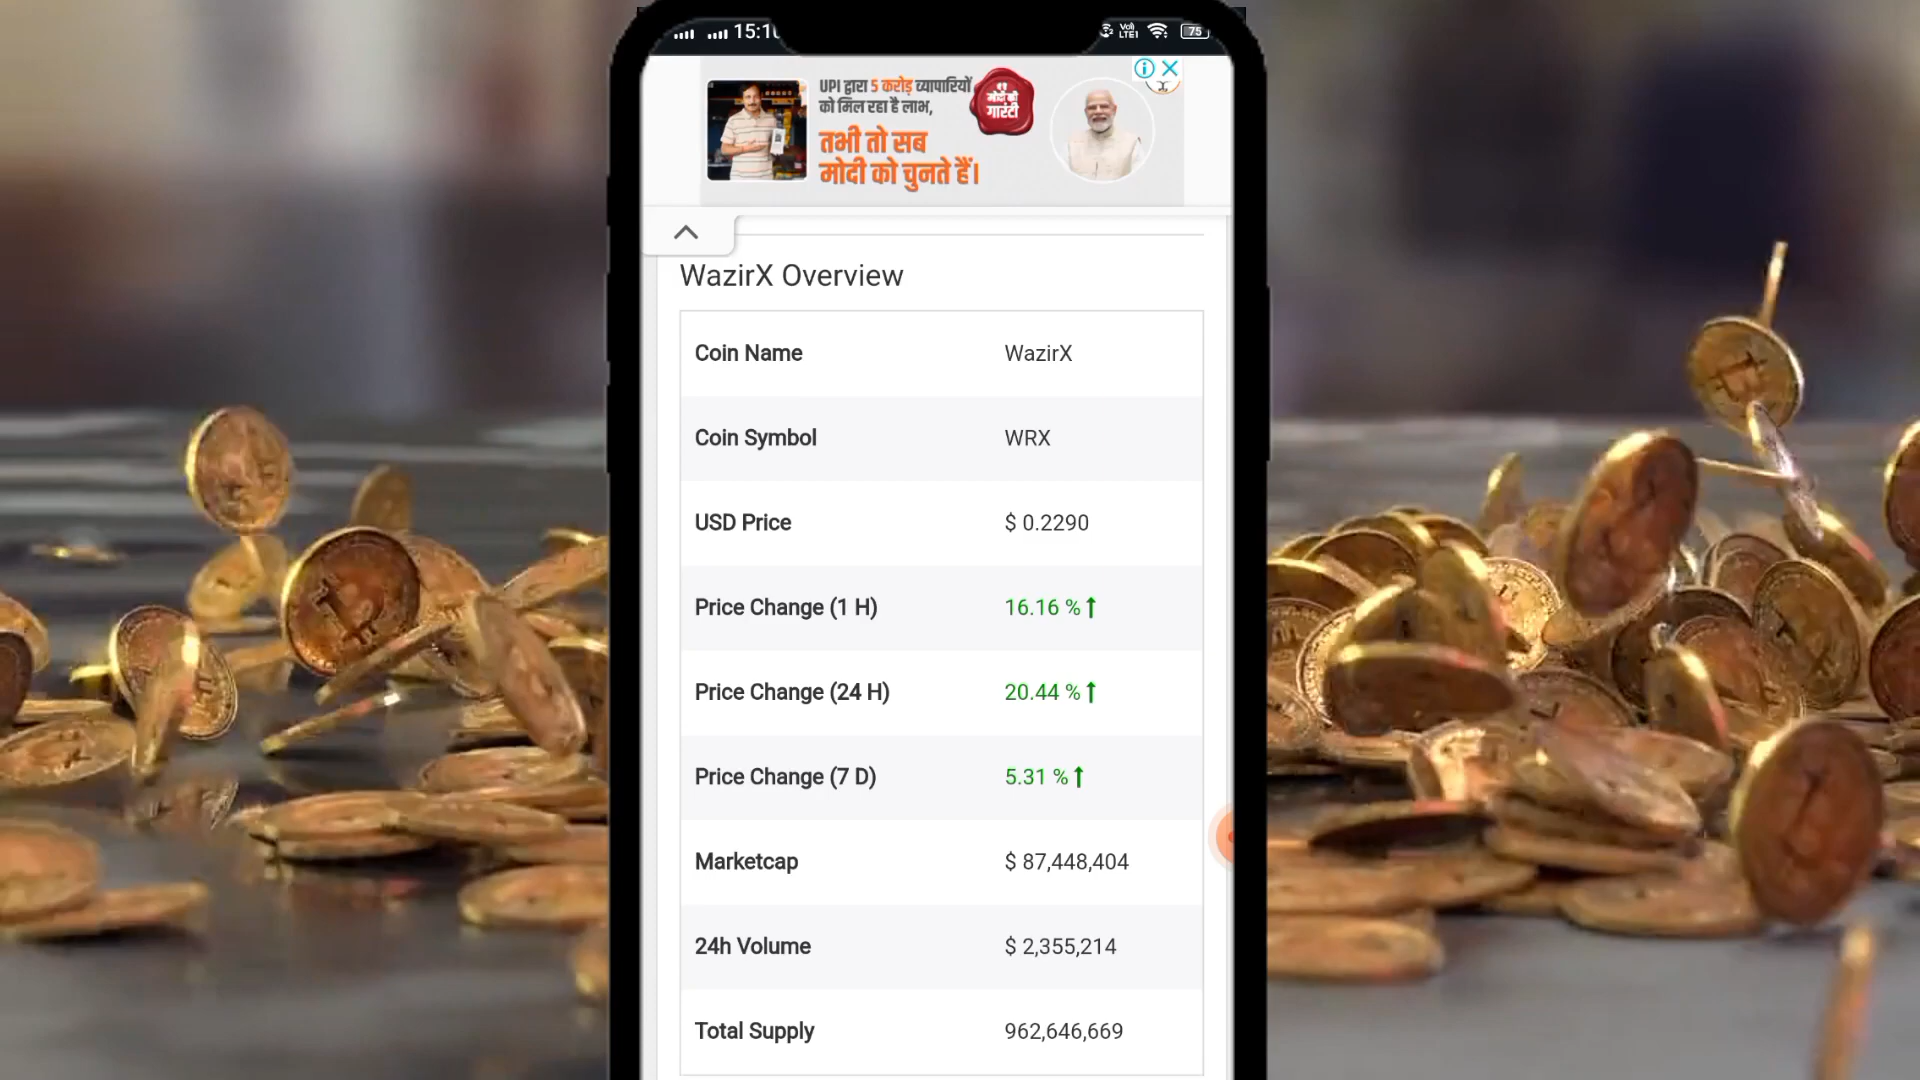 15:1
VoLTE1
75
UPI द्वारा 5 करोड़ व्यापारियों
को मिल रहा है लाभ,
तभी तो सब
मोदी को चुनते हैं।
मोदी की
गारंटी
WazirX Overview
Coin Name WazirX
Coin Symbol WRX
USD Price $ 0.2290
Price Change (1 H) 16.16 %↑
Price Change (24 H) 20.44 %↑
Price Change (7 D) 5.31 %↑
Marketcap $ 87,448,404
24h Volume $ 2,355,214
Total Supply 962,646,669